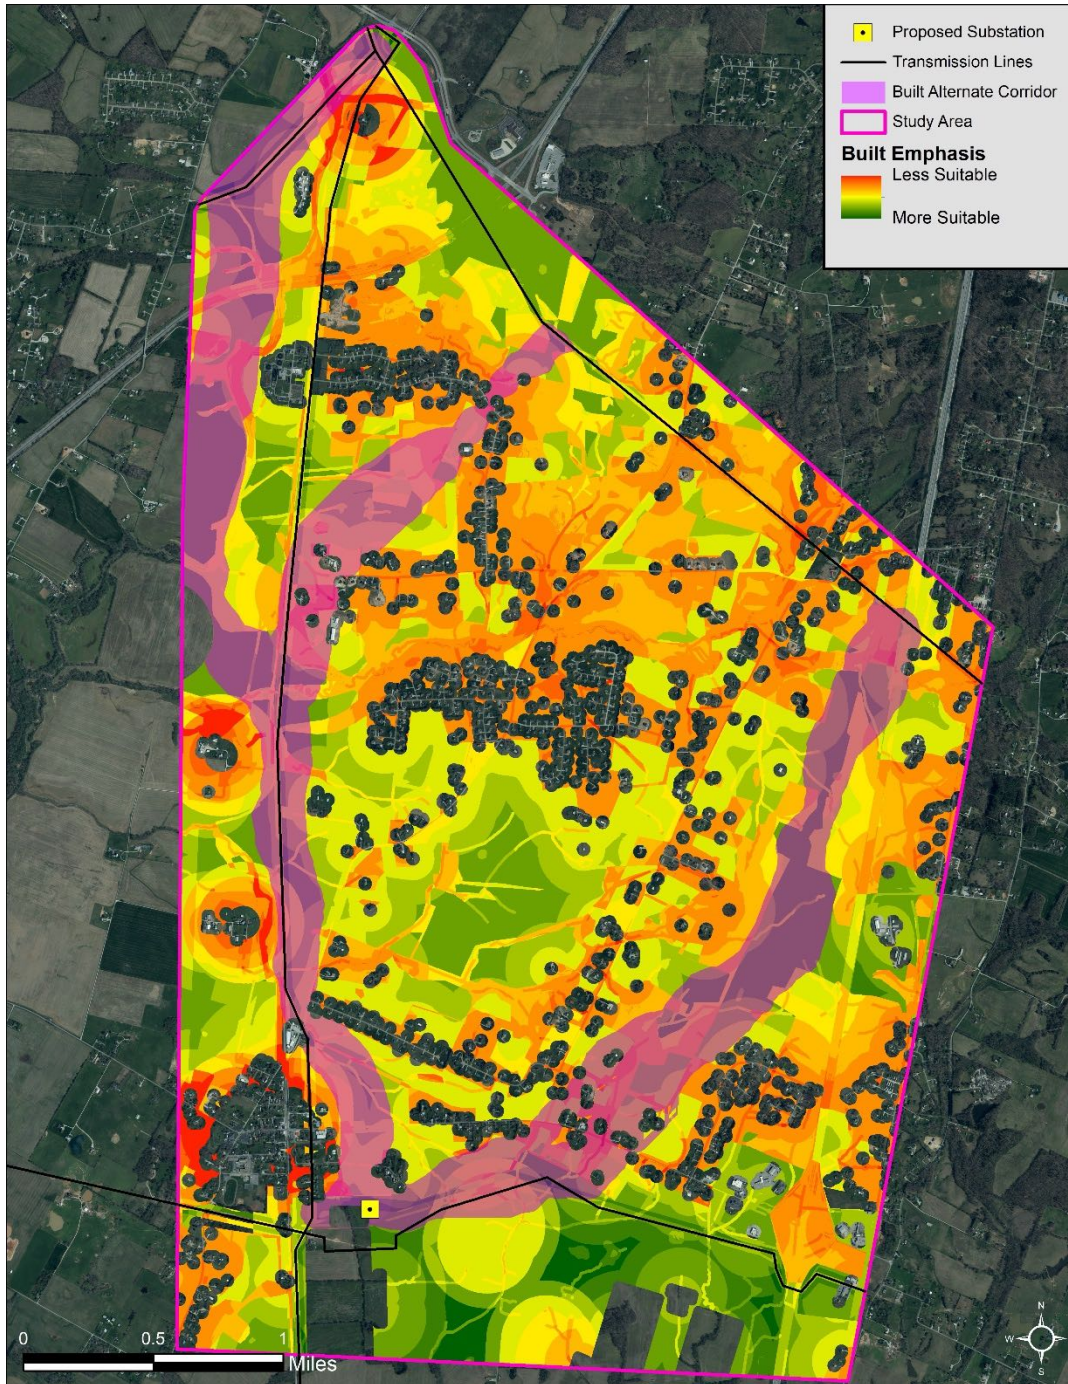 Proposed Substation
Transmission Lines
Built Alternate Corridor
Study Area
Built Emphasis
Less Suitable
More Suitable
0 0.5 1
Miles
N
W E
S